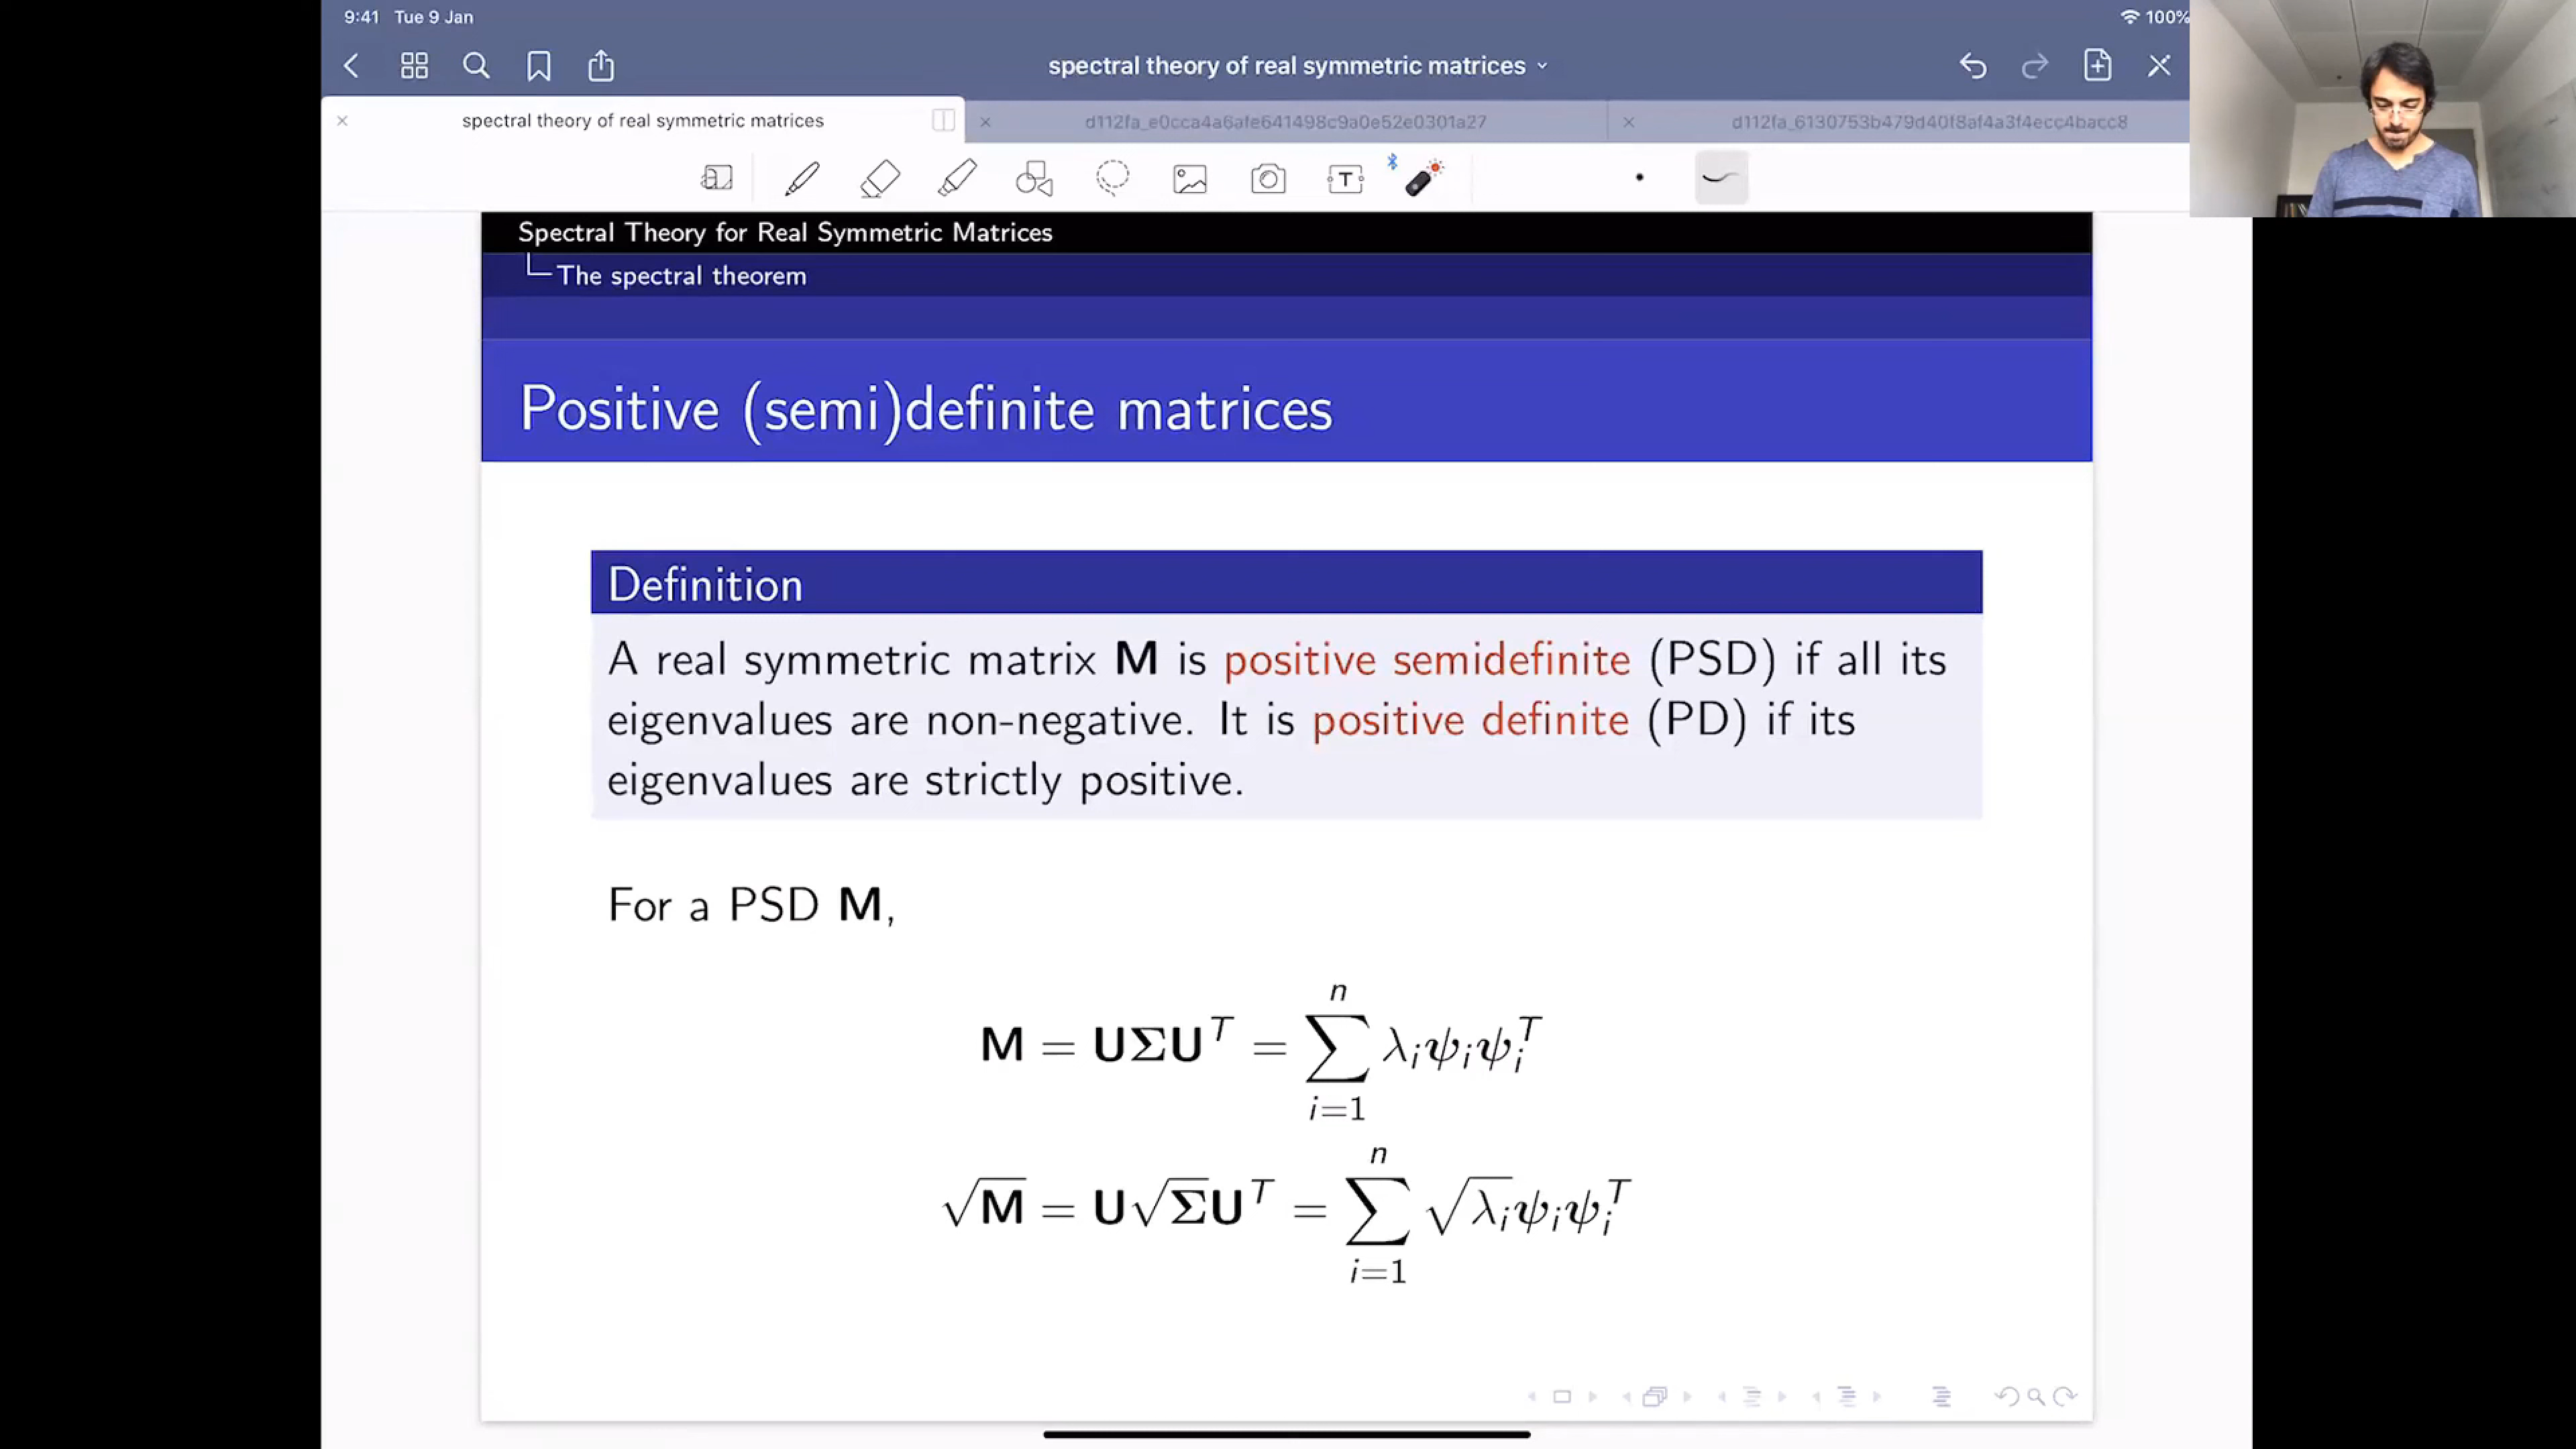 9:41 Tue 9 Jan
100%
spectral theory of real symmetric matrices
spectral theory of real symmetric matrices
d112fa_e0cca4a6afe641498c9a0e52e0301a27
d112fa_6130753b479d40f8af4a3f4ecc4bacc8
Spectral Theory for Real Symmetric Matrices
The spectral theorem
Positive (semi)definite matrices
Definition
A real symmetric matrix M is positive semidefinite (PSD) if all its
eigenvalues are non-negative. It is positive definite (PD) if its
eigenvalues are strictly positive.
For a PSD M,
M = UΣU^T = ∑_{i=1}^{n} λ_i ψ_i ψ_i^T
√M = U√ΣU^T = ∑_{i=1}^{n} √λ_i ψ_i ψ_i^T